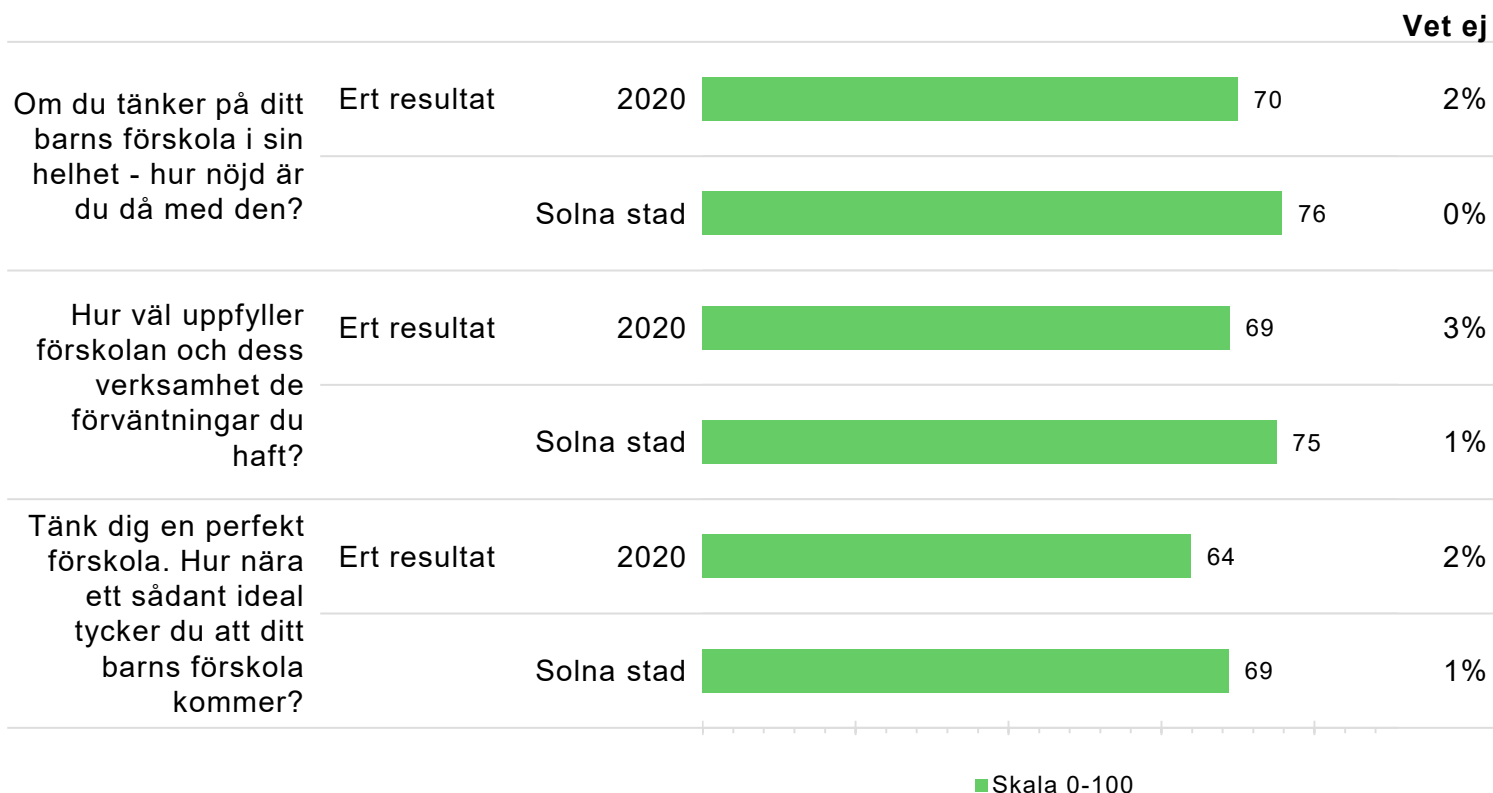 Vet ej
Om du tänker på ditt
barns förskola i sin
helhet - hur nöjd är
du då med den?
Ert resultat 2020 70 2%
Solna stad 76 0%
Hur väl uppfyller
förskolan och dess
verksamhet de
förväntningar du
haft?
Ert resultat 2020 69 3%
Solna stad 75 1%
Tänk dig en perfekt
förskola. Hur nära
ett sådant ideal
tycker du att ditt
barns förskola
kommer?
Ert resultat 2020 64 2%
Solna stad 69 1%
Skala 0-100